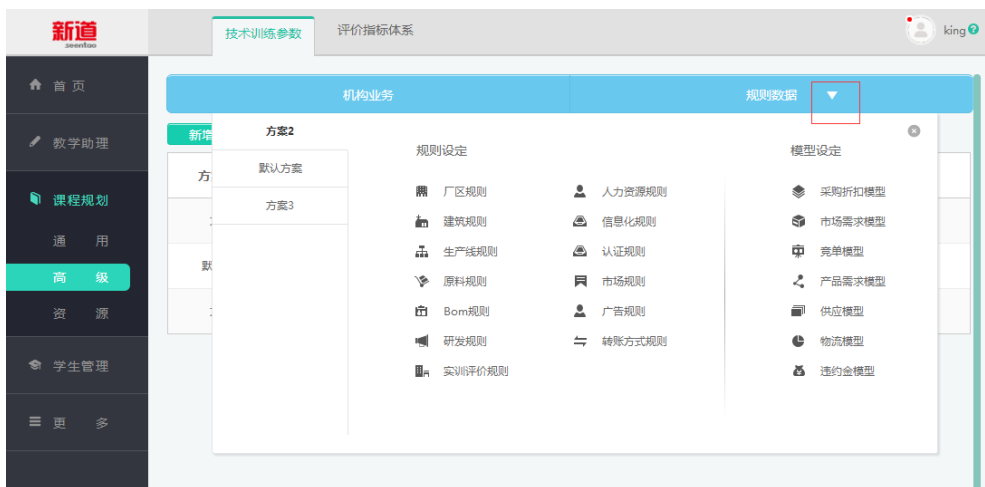 新道
seentao
技术训练参数
评价指标体系
king
首 页
教学助理
课程规划
通 用
高 级
资 源
学生管理
更 多
机构业务
规则数据
新增
方
默
方案2
默认方案
方案3
规则设定
厂区规则
建筑规则
生产线规则
原料规则
Bom规则
研发规则
实训评价规则
人力资源规则
信息化规则
认证规则
市场规则
广告规则
转账方式规则
模型设定
采购折扣模型
市场需求模型
竞单模型
产品需求模型
供应模型
物流模型
违约金模型